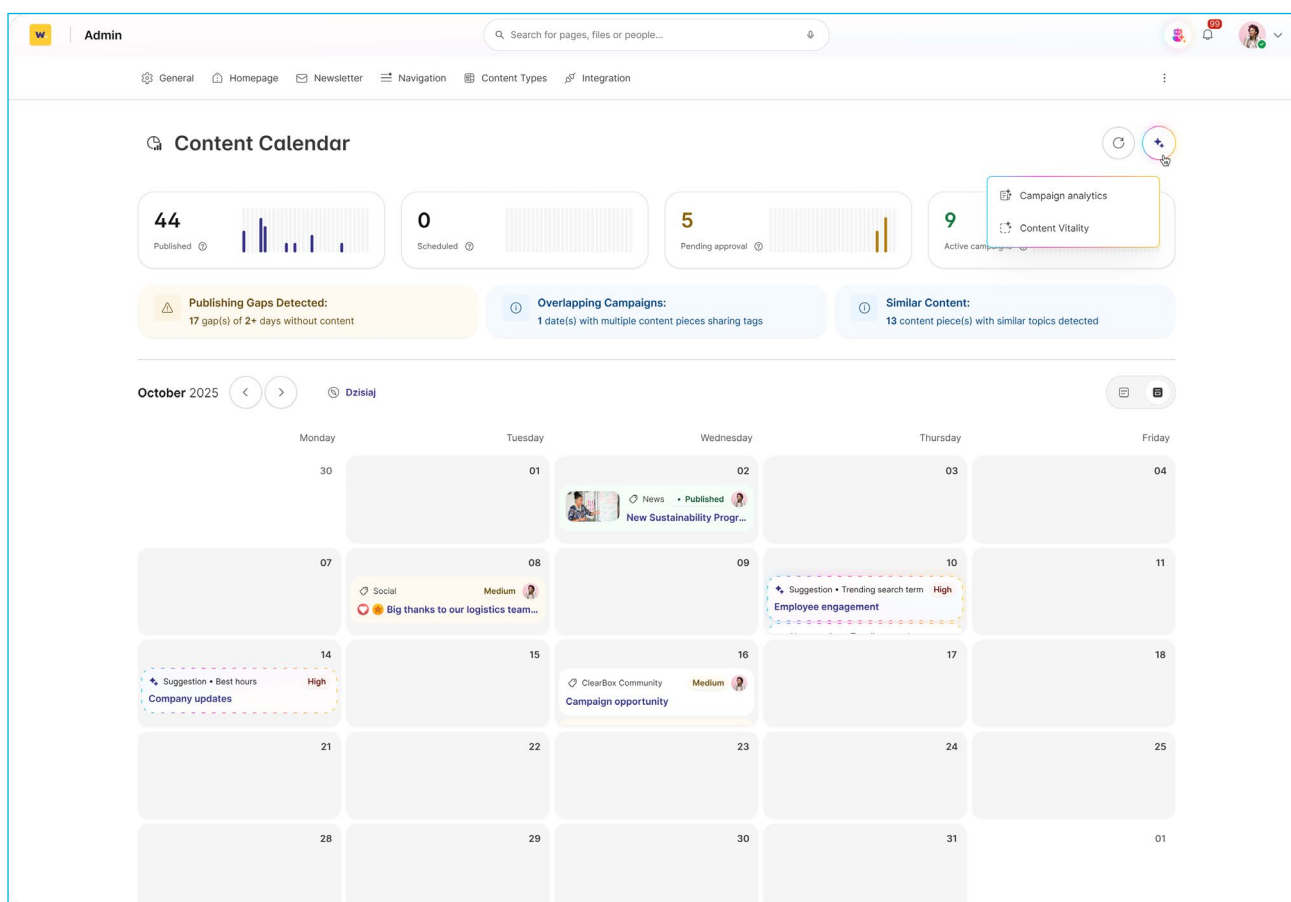 w
Admin
Search for pages, files or people...
99
General
Homepage
Newsletter
Navigation
Content Types
Integration
Content Calendar
Campaign analytics
Content Vitality
44
Published
0
Scheduled
5
Pending approval
9
Active campaigns
Publishing Gaps Detected:
17 gap(s) of 2+ days without content
Overlapping Campaigns:
1 date(s) with multiple content pieces sharing tags
Similar Content:
13 content piece(s) with similar topics detected
October 2025
Dzisiaj
Monday
Tuesday
Wednesday
Thursday
Friday
30
01
02
News • Published
New Sustainability Progr...
03
04
07
08
Social Medium
Big thanks to our logistics team...
09
10
Suggestion • Trending search term High
Employee engagement
11
14
Suggestion • Best hours High
Company updates
15
16
ClearBox Community Medium
Campaign opportunity
17
18
21
22
23
24
25
28
29
30
31
01